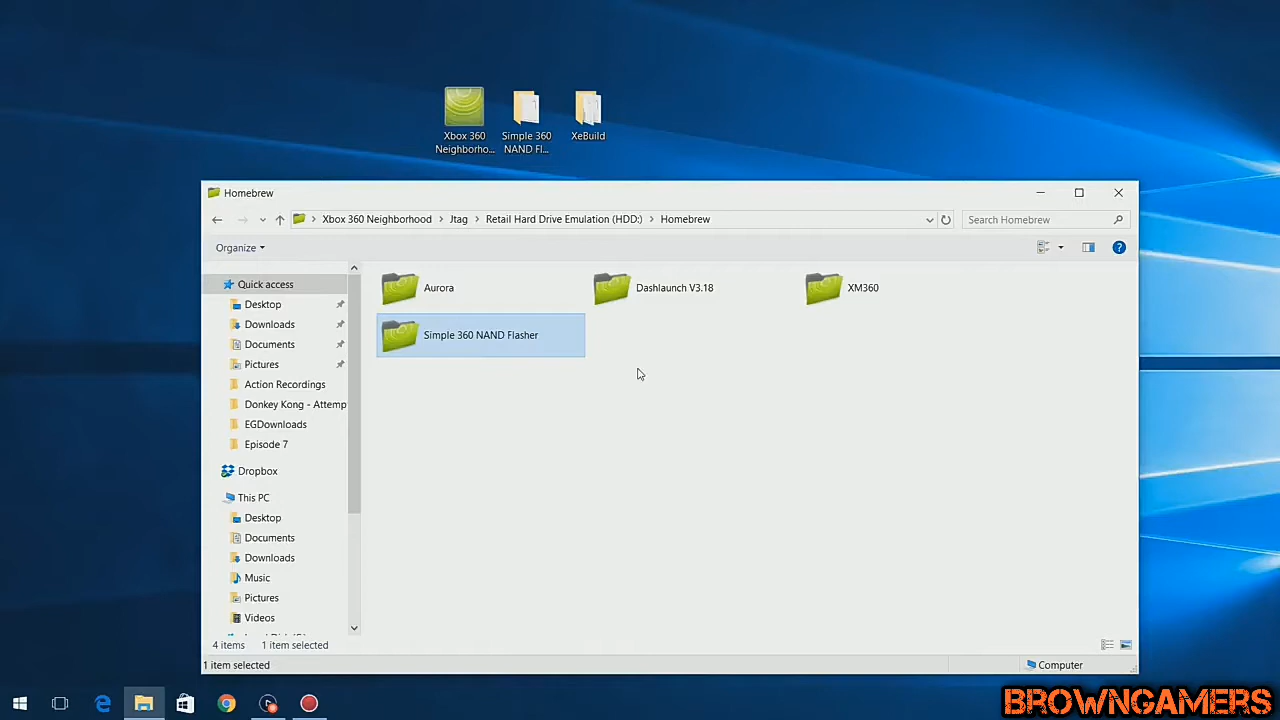 Xbox 360
Neighborho...
Simple 360
NAND Fl...
XeBuild
Homebrew
Xbox 360 Neighborhood > Jtag > Retail Hard Drive Emulation (HDD:) > Homebrew
Search Homebrew
Organize
Quick access
Desktop
Downloads
Documents
Pictures
Action Recordings
Donkey Kong - Attemp
EGDownloads
Episode 7
Dropbox
This PC
Desktop
Documents
Downloads
Music
Pictures
Videos
Aurora
Dashlaunch V3.18
XM360
Simple 360 NAND Flasher
4 items 1 item selected
1 item selected
Computer
BROWNGAMERS